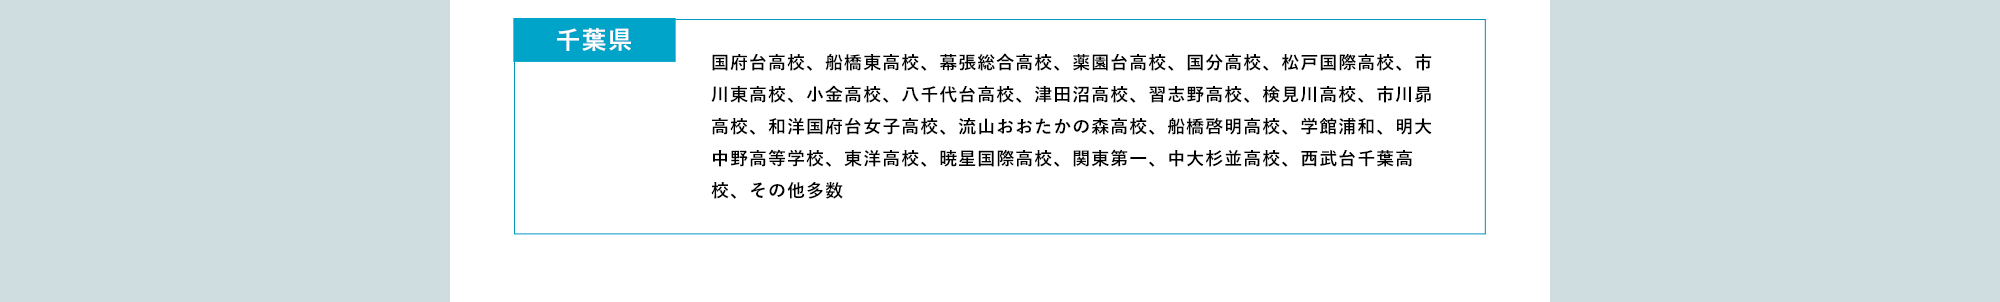 千葉県
国府台高校、船橋東高校、幕張総合高校、薬園台高校、国分高校、松戸国際高校、市
川東高校、小金高校、八千代台高校、津田沼高校、習志野高校、検見川高校、市川昴
高校、和洋国府台女子高校、流山おおたかの森高校、船橋啓明高校、学館浦和、明大
中野高等学校、東洋高校、暁星国際高校、関東第一、中大杉並高校、西武台千葉高
校、その他多数